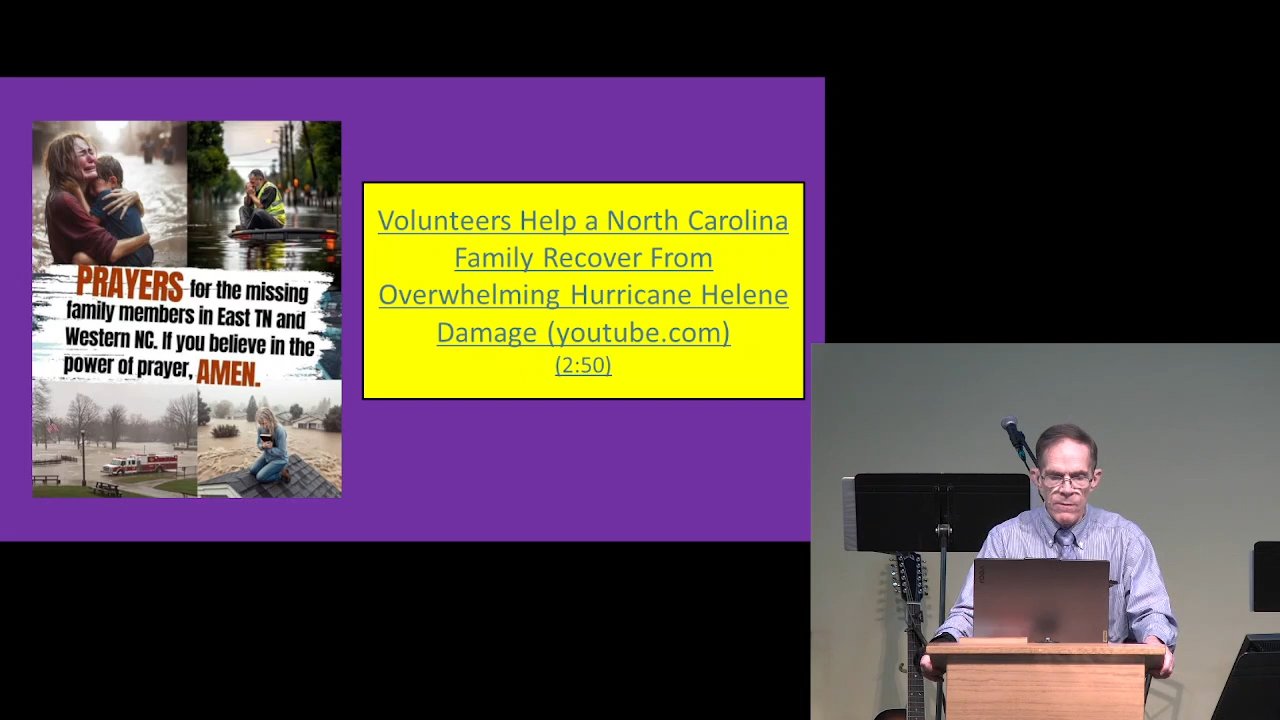 PRAYERS for the missing
family members in East TN and
Western NC. If you believe in the
power of prayer, AMEN.
Volunteers Help a North Carolina
Family Recover From
Overwhelming Hurricane Helene
Damage (youtube.com)
(2:50)